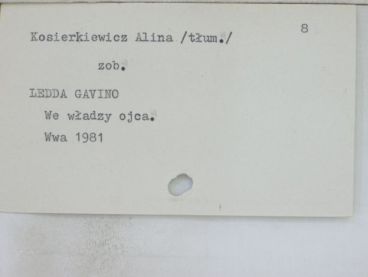 8
Kosierkiewicz Alina /tłum./
zob.
LEDDA GAVINO
We władzy ojca.
Wwa 1981